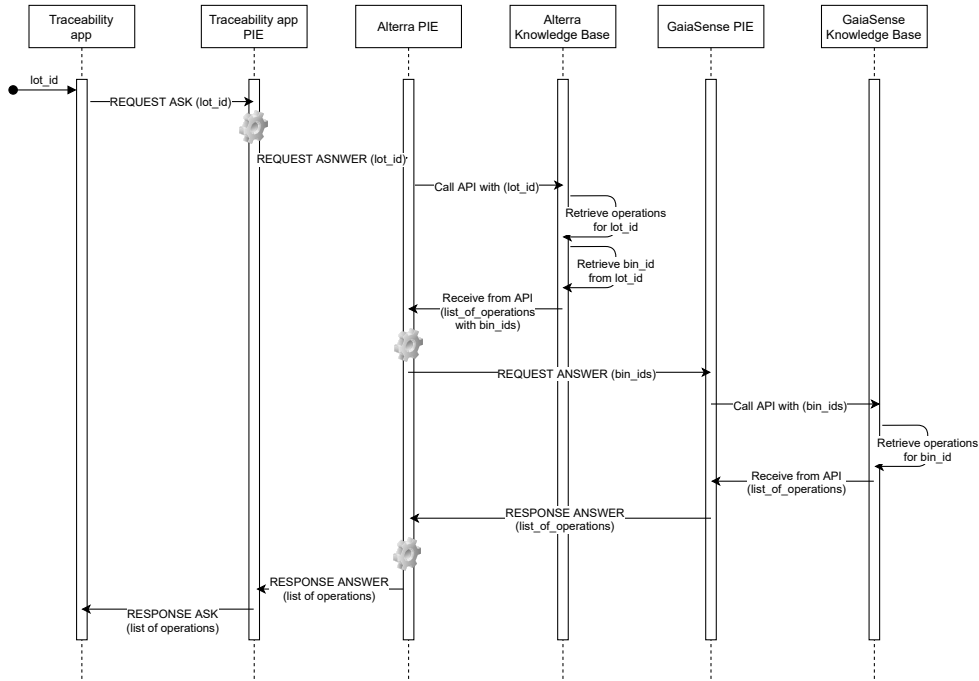 Traceability
app
Traceability app
PIE
Alterra PIE
Alterra
Knowledge Base
GaiaSense PIE
GaiaSense
Knowledge Base
lot_id
REQUEST ASK (lot_id)
REQUEST ASNWER (lot_id)
Call API with (lot_id)
Retrieve operations
for lot_id
Retrieve bin_id
from lot_id
Receive from API
(list_of_operations
with bin_ids)
REQUEST ANSWER (bin_ids)
Call API with (bin_ids)
Retrieve operations
for bin_id
Receive from API
(list_of_operations)
RESPONSE ANSWER
(list_of_operations)
RESPONSE ANSWER
(list of operations)
RESPONSE ASK
(list of operations)